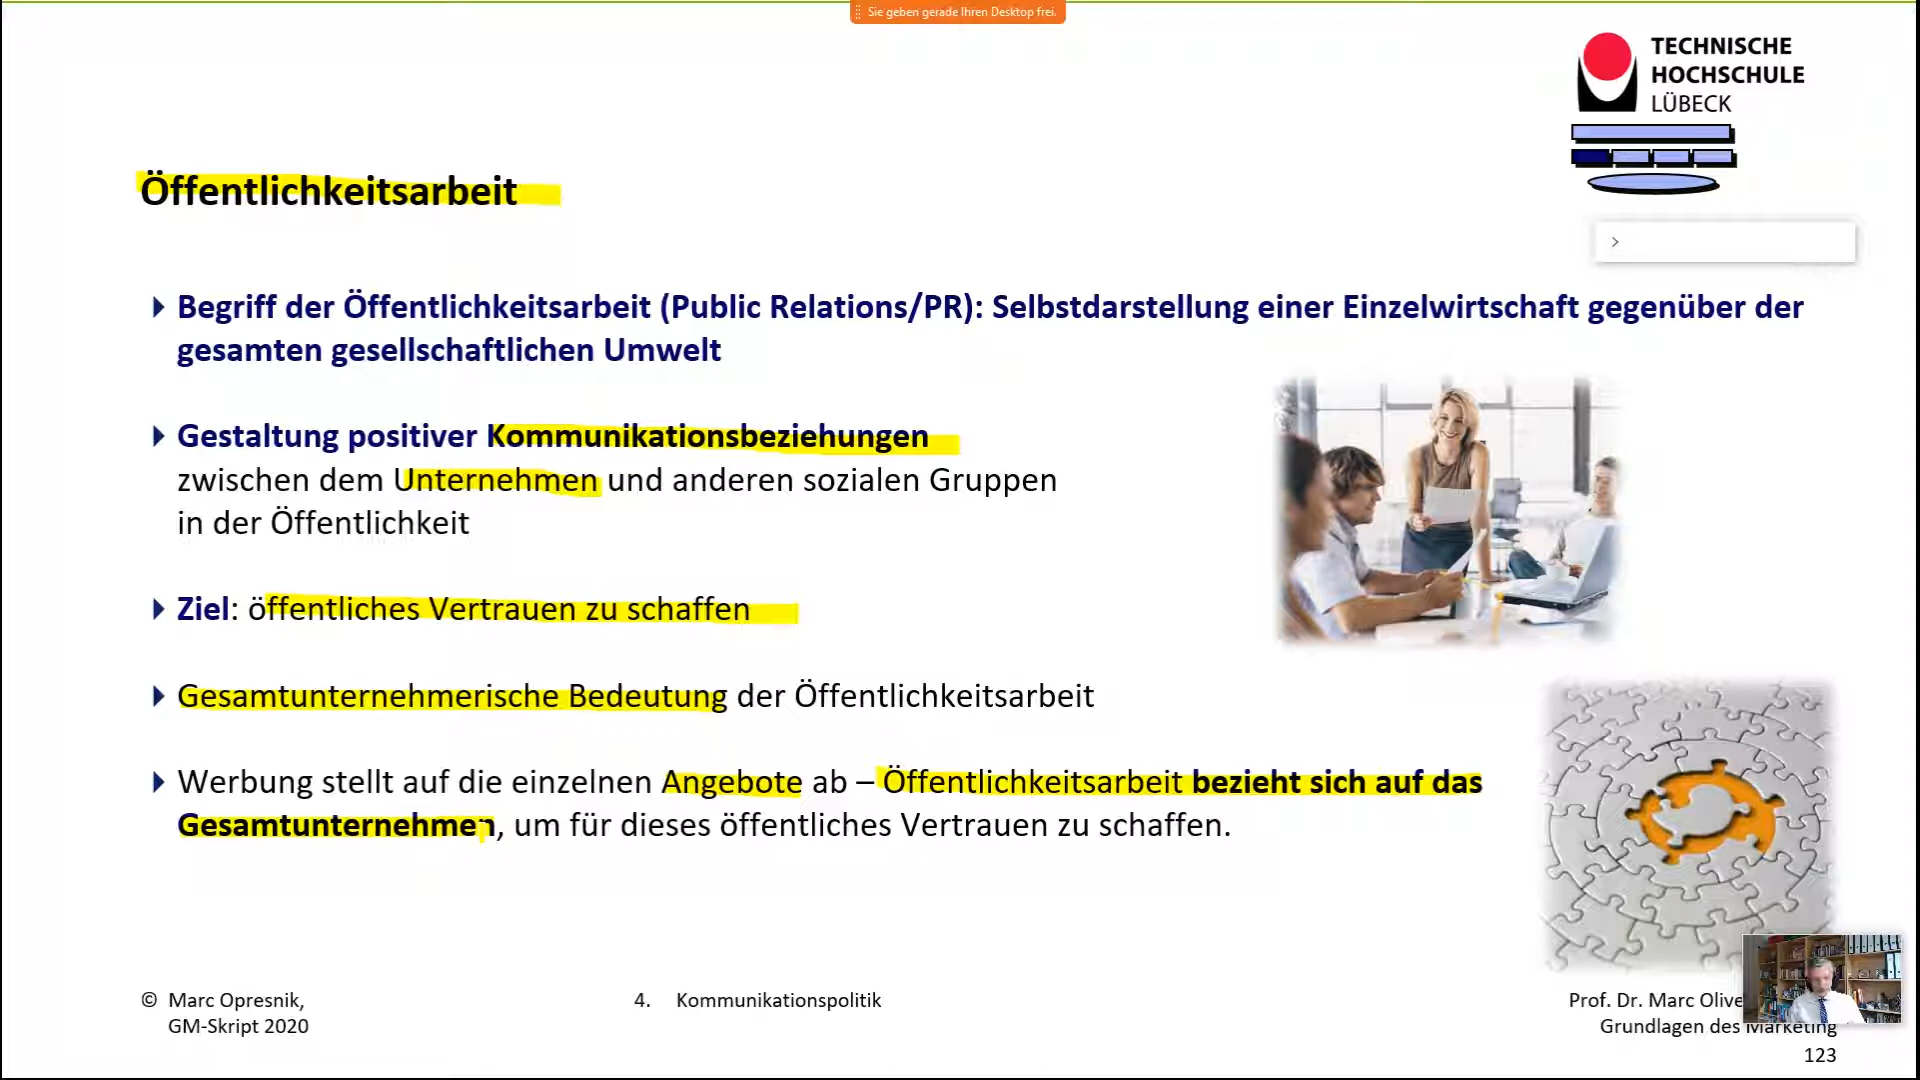 Sie geben gerade Ihren Desktop frei.
TECHNISCHE
HOCHSCHULE
LÜBECK
Öffentlichkeitsarbeit
Begriff der Öffentlichkeitsarbeit (Public Relations/PR): Selbstdarstellung einer Einzelwirtschaft gegenüber der
gesamten gesellschaftlichen Umwelt
Gestaltung positiver Kommunikationsbeziehungen
zwischen dem Unternehmen und anderen sozialen Gruppen
in der Öffentlichkeit
Ziel: öffentliches Vertrauen zu schaffen
Gesamtunternehmerische Bedeutung der Öffentlichkeitsarbeit
Werbung stellt auf die einzelnen Angebote ab – Öffentlichkeitsarbeit bezieht sich auf das
Gesamtunternehmen, um für dieses öffentliches Vertrauen zu schaffen.
© Marc Opresnik,
GM-Skript 2020
4. Kommunikationspolitik
Prof. Dr. Marc Olive
Grundlagen des Marketing
123